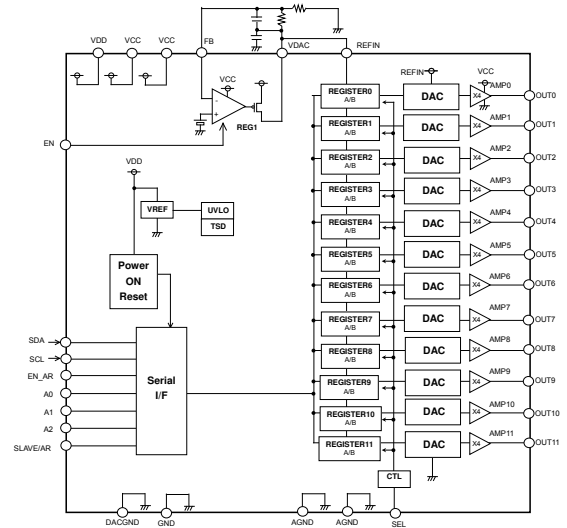 VDD
VCC
VCC
FB
VDAC
REFIN
VCC
-
+
REG1
EN
VDD
VREF
UVLO
TSD
Power
ON
Reset
SDA
SCL
EN_AR
A0
A1
A2
SLAVE/AR
Serial
I/F
REFIN
VCC
REGISTER0
A/B
DAC
X4
AMP0
OUT0
REGISTER1
A/B
DAC
X4
AMP1
OUT1
REGISTER2
A/B
DAC
X4
AMP2
OUT2
REGISTER3
A/B
DAC
X4
AMP3
OUT3
REGISTER4
A/B
DAC
X4
AMP4
OUT4
REGISTER5
A/B
DAC
X4
AMP5
OUT5
REGISTER6
A/B
DAC
X4
AMP6
OUT6
REGISTER7
A/B
DAC
X4
AMP7
OUT7
REGISTER8
A/B
DAC
X4
AMP8
OUT8
REGISTER9
A/B
DAC
X4
AMP9
OUT9
REGISTER10
A/B
DAC
X4
AMP10
OUT10
REGISTER11
A/B
DAC
X4
AMP11
OUT11
CTL
DACGND
GND
AGND
AGND
SEL